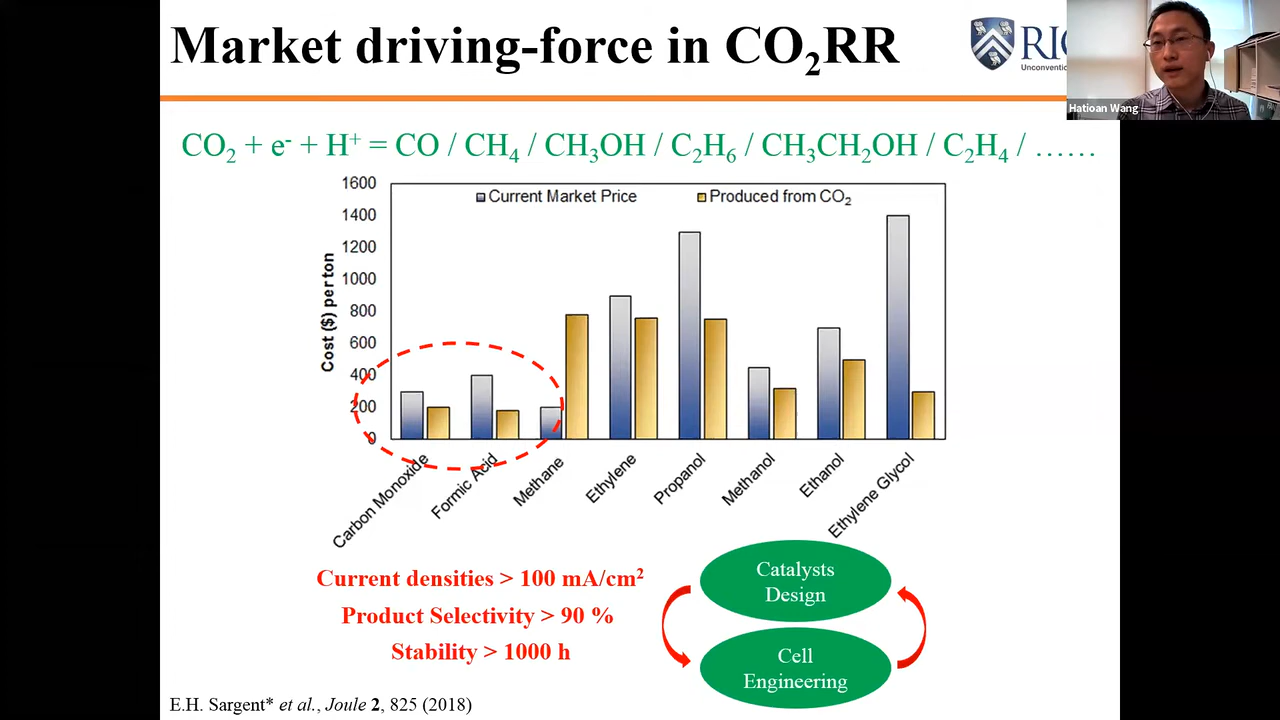 Market driving-force in CO₂RR
Unconventio
Hatioan Wang
CO₂ + e⁻ + H⁺ = CO / CH₄ / CH₃OH / C₂H₆ / CH₃CH₂OH / C₂H₄ / ……
Current Market Price
Produced from CO₂
Cost ($) per ton
1600
1400
1200
1000
800
600
400
200
0
Carbon Monoxide
Formic Acid
Methane
Ethylene
Propanol
Methanol
Ethanol
Ethylene Glycol
Current densities > 100 mA/cm²
Product Selectivity > 90 %
Stability > 1000 h
Catalysts
Design
Cell
Engineering
E.H. Sargent* et al., Joule 2, 825 (2018)